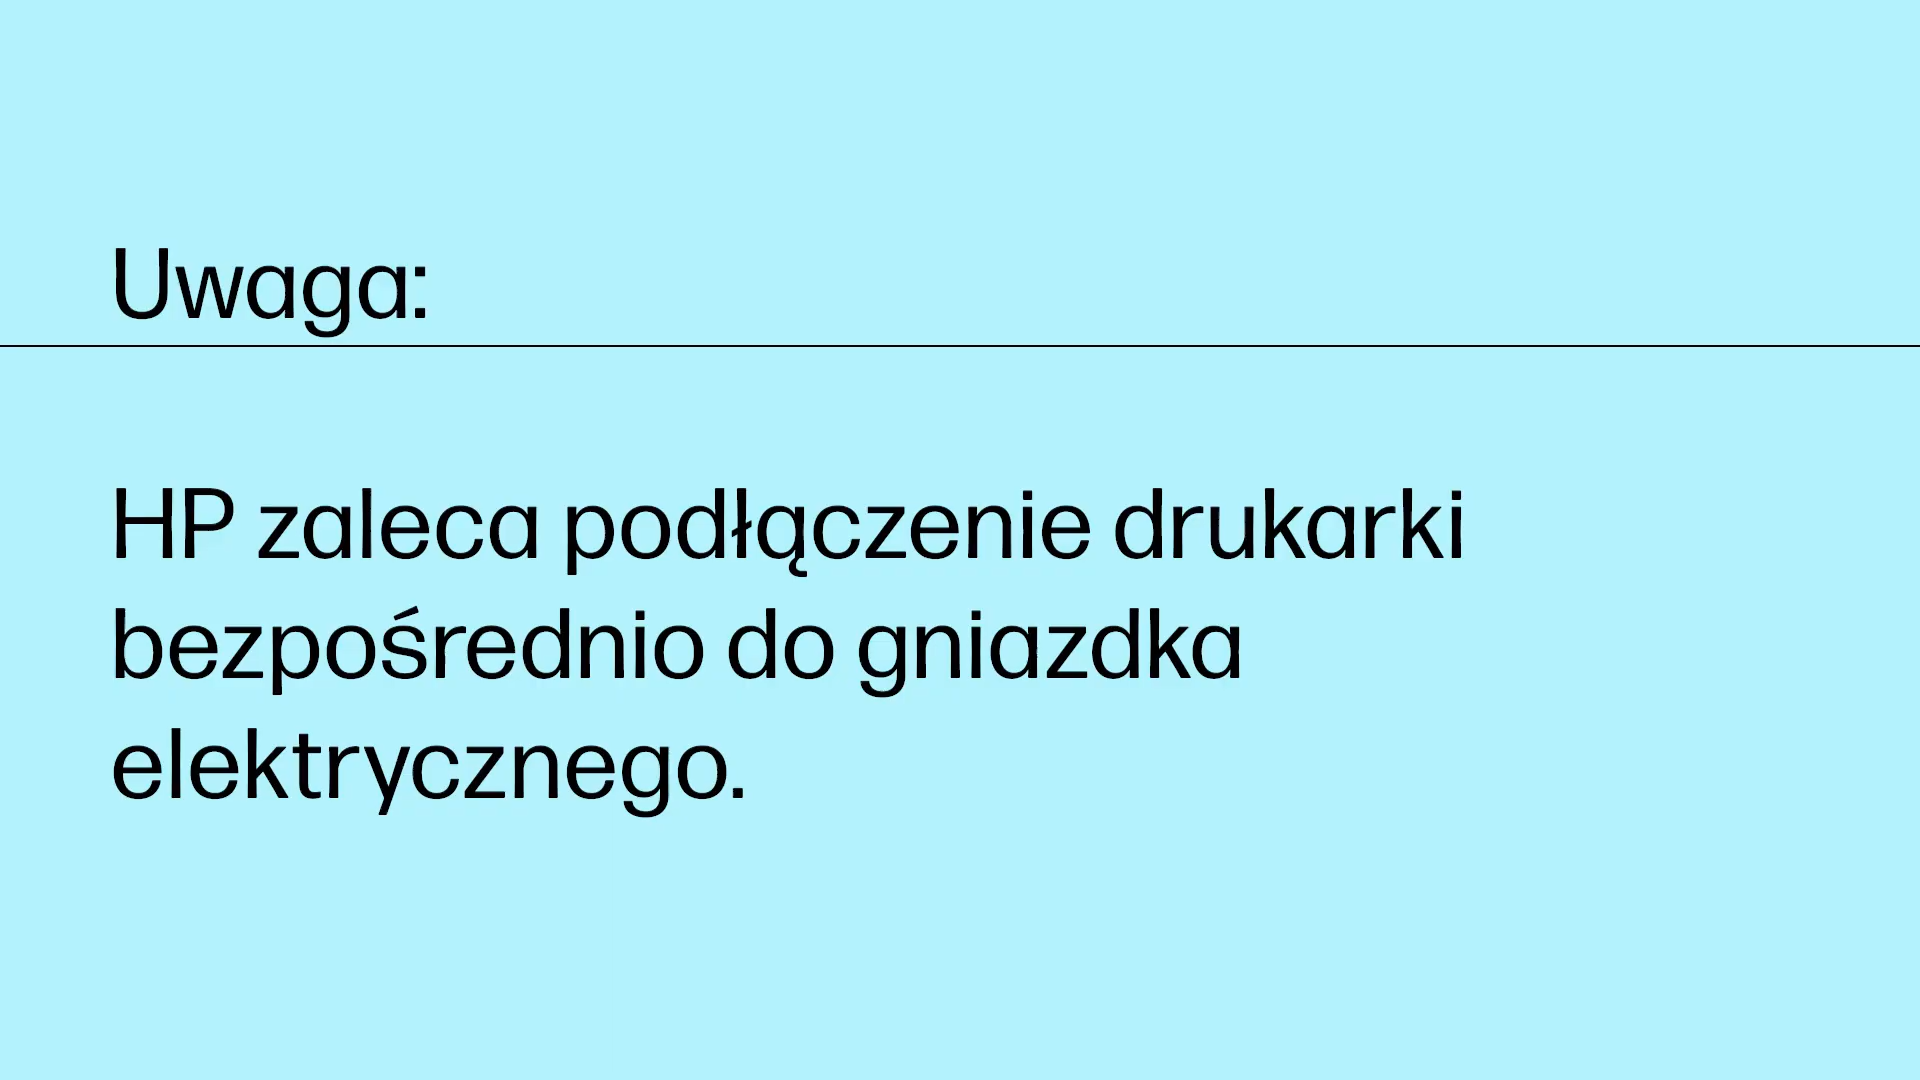 Uwaga:
HP zaleca podłączenie drukarki
bezpośrednio do gniazdka
elektrycznego.